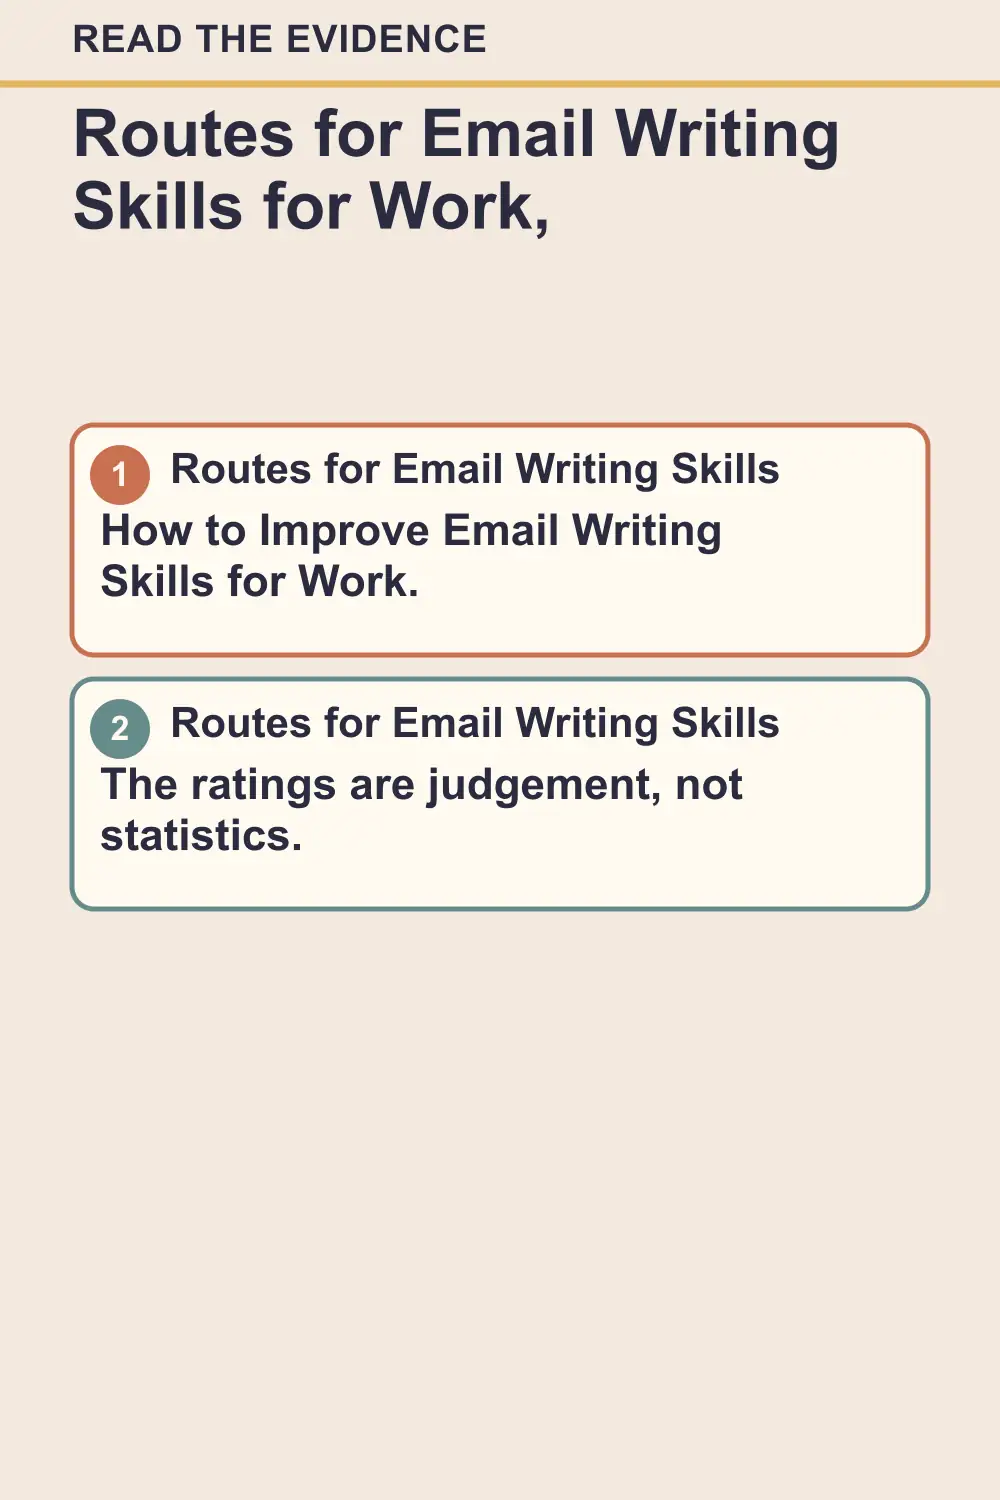 READ THE EVIDENCE
Routes for Email Writing
Skills for Work,
1
Routes for Email Writing Skills
How to Improve Email Writing
Skills for Work.
2
Routes for Email Writing Skills
The ratings are judgement, not
statistics.